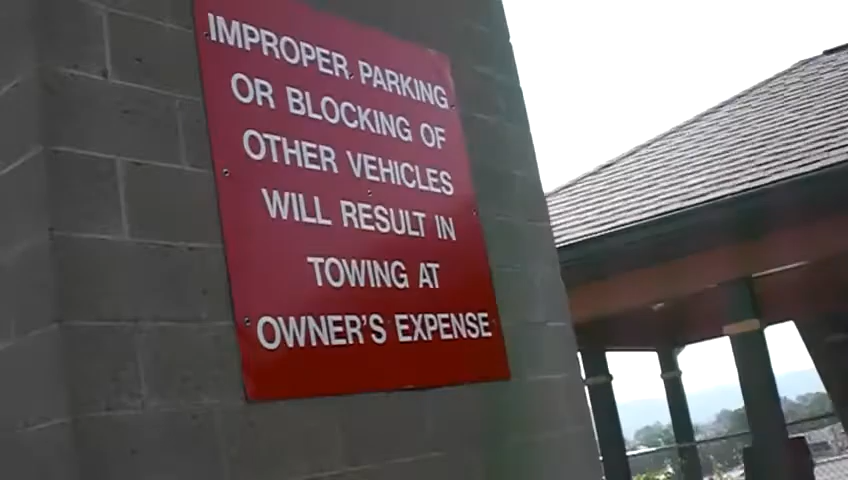 IMPROPER PARKING
OR BLOCKING OF
OTHER VEHICLES
WILL RESULT IN
TOWING AT
OWNER'S EXPENSE